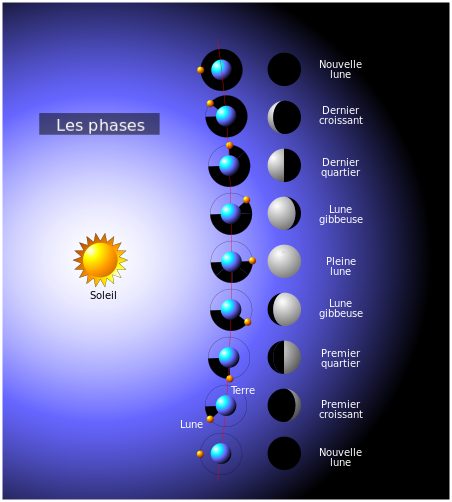 Nouvelle
lune
Dernier
croissant
Les phases
Dernier
quartier
Lune
gibbeuse
Pleine
lune
Soleil
Lune
gibbeuse
Premier
quartier
Terre
Premier
croissant
Lune
Nouvelle
lune